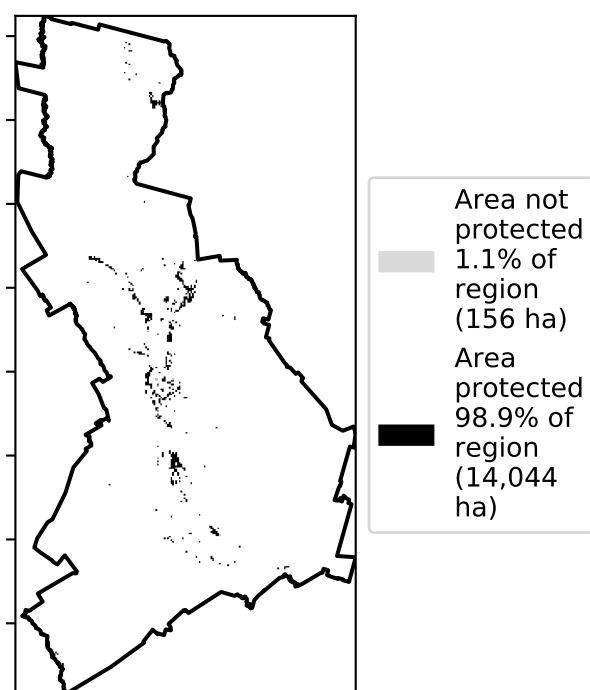 Area not
protected
1.1% of
region
(156 ha)
Area
protected
98.9% of
region
(14,044
ha)